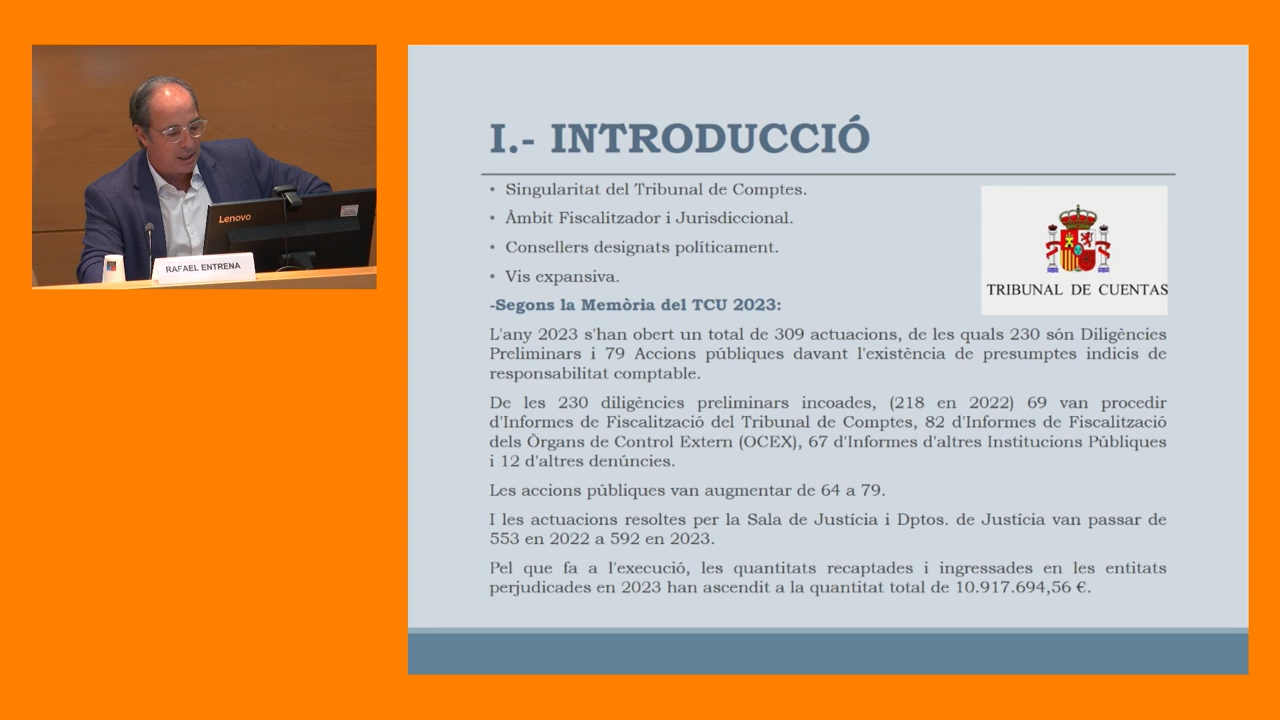 Lenovo
RAFAEL ENTRENA
I.- INTRODUCCIÓ
• Singularitat del Tribunal de Comptes.
• Àmbit Fiscalitzador i Jurisdiccional.
• Consellers designats políticament.
• Vis expansiva.
TRIBUNAL DE CUENTAS
-Segons la Memòria del TCU 2023:
L'any 2023 s'han obert un total de 309 actuacions, de les quals 230 són Diligències
Preliminars i 79 Accions públiques davant l'existència de presumptes indicis de
responsabilitat comptable.
De les 230 diligències preliminars incoades, (218 en 2022) 69 van procedir
d'Informes de Fiscalització del Tribunal de Comptes, 82 d'Informes de Fiscalització
dels Òrgans de Control Extern (OCEX), 67 d'Informes d'altres Institucions Públiques
i 12 d'altres denúncies.
Les accions públiques van augmentar de 64 a 79.
I les actuacions resoltes per la Sala de Justícia i Dptos. de Justícia van passar de
553 en 2022 a 592 en 2023.
Pel que fa a l'execució, les quantitats recaptades i ingressades en les entitats
perjudicades en 2023 han ascendit a la quantitat total de 10.917.694,56 €.